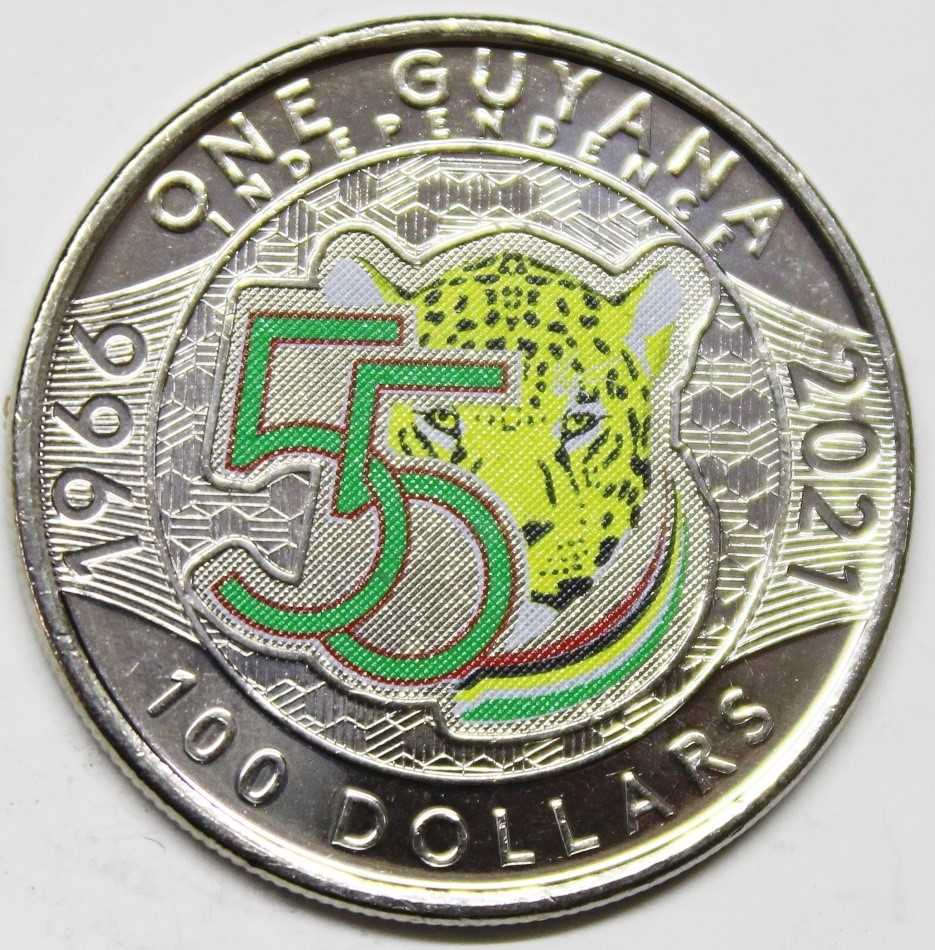 ONE GUYANA
INDEPENDENCE
1966
55
2021
100 DOLLARS